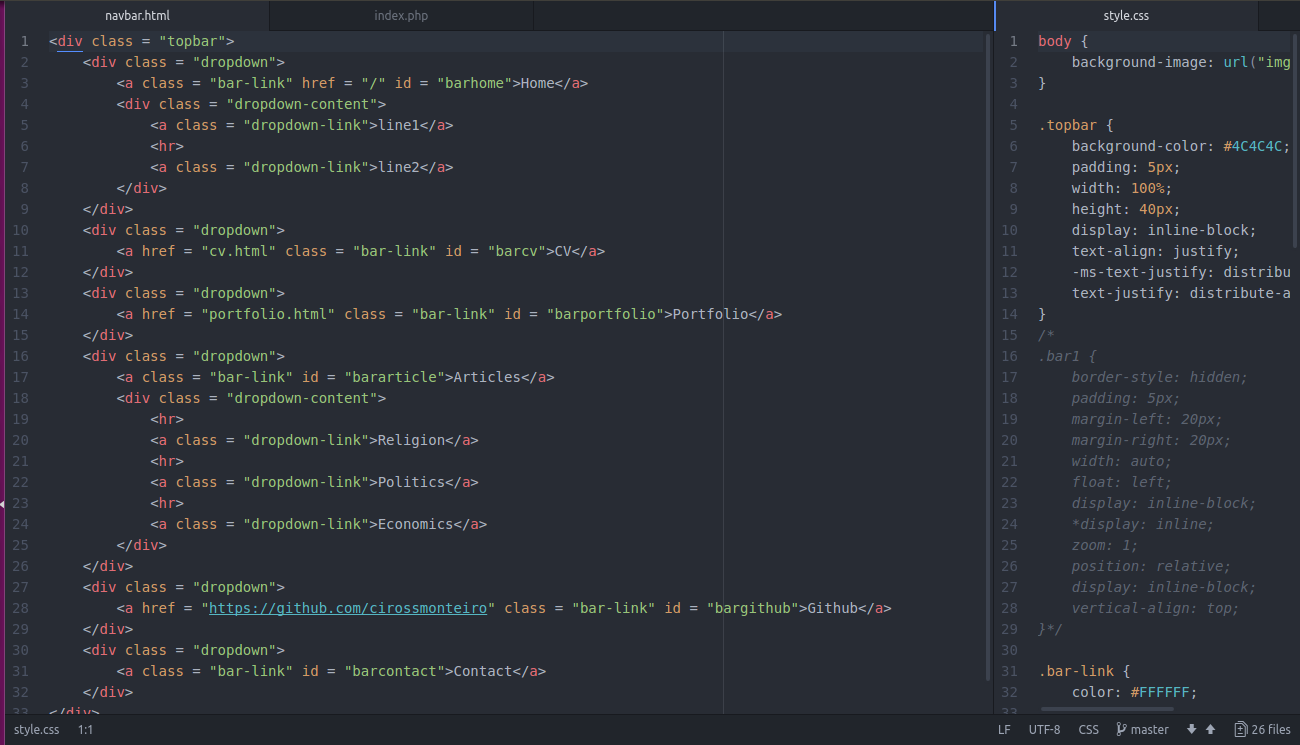 navbar.html
index.php
1 <div class = "topbar">
2 <div class = "dropdown">
3 <a class = "bar-link" href = "/" id = "barhome">Home</a>
4 <div class = "dropdown-content">
5 <a class = "dropdown-link">line1</a>
6 <hr>
7 <a class = "dropdown-link">line2</a>
8 </div>
9 </div>
10 <div class = "dropdown">
11 <a href = "cv.html" class = "bar-link" id = "barcv">CV</a>
12 </div>
13 <div class = "dropdown">
14 <a href = "portfolio.html" class = "bar-link" id = "barportfolio">Portfolio</a>
15 </div>
16 <div class = "dropdown">
17 <a class = "bar-link" id = "bararticle">Articles</a>
18 <div class = "dropdown-content">
19 <hr>
20 <a class = "dropdown-link">Religion</a>
21 <hr>
22 <a class = "dropdown-link">Politics</a>
23 <hr>
24 <a class = "dropdown-link">Economics</a>
25 </div>
26 </div>
27 <div class = "dropdown">
28 <a href = "https://github.com/cirossmonteiro" class = "bar-link" id = "bargithub">Github</a>
29 </div>
30 <div class = "dropdown">
31 <a class = "bar-link" id = "barcontact">Contact</a>
32 </div>
33 </div>
style.css
1 body {
2 background-image: url("img
3 }
4
5 .topbar {
6 background-color: #4C4C4C;
7 padding: 5px;
8 width: 100%;
9 height: 40px;
10 display: inline-block;
11 text-align: justify;
12 -ms-text-justify: distribu
13 text-justify: distribute-a
14 }
15 /*
16 .bar1 {
17 border-style: hidden;
18 padding: 5px;
19 margin-left: 20px;
20 margin-right: 20px;
21 width: auto;
22 float: left;
23 display: inline-block;
24 *display: inline;
25 zoom: 1;
26 position: relative;
27 display: inline-block;
28 vertical-align: top;
29 }*/
30
31 .bar-link {
32 color: #FFFFFF;
33
style.css 1:1 LF UTF-8 CSS master 26 files